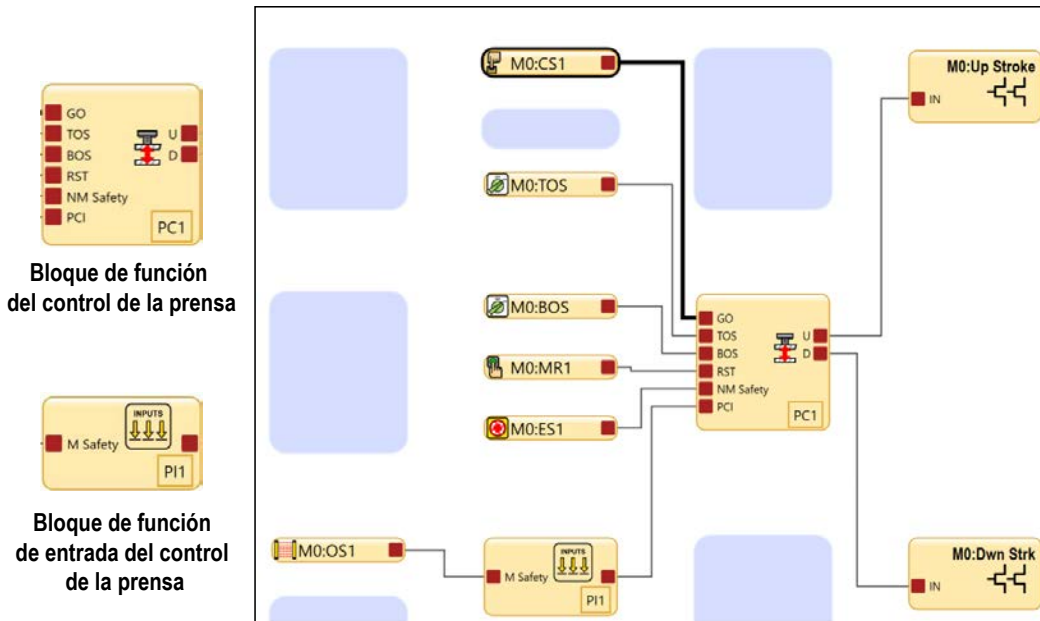 GO
TOS
BOS
RST
NM Safety
PCI
U
D
PC1
Bloque de función
del control de la prensa
M Safety
INPUTS
PI1
Bloque de función
de entrada del control
de la prensa
M0:CS1
M0:TOS
M0:BOS
M0:MR1
M0:ES1
M0:OS1
M Safety
INPUTS
PI1
GO
TOS
BOS
RST
NM Safety
PCI
U
D
PC1
M0:Up Stroke
IN
M0:Dwn Strk
IN